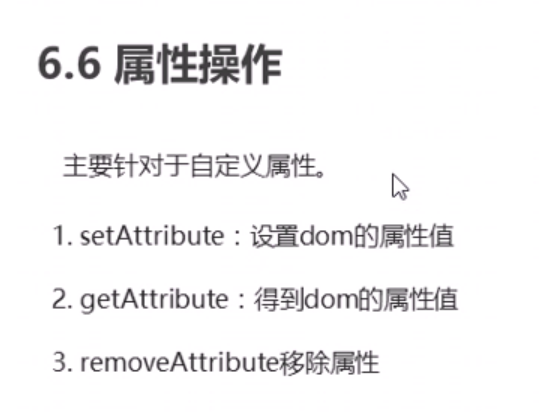 6.6 属性操作
主要针对于自定义属性。
1. setAttribute：设置dom的属性值
2. getAttribute：得到dom的属性值
3. removeAttribute移除属性